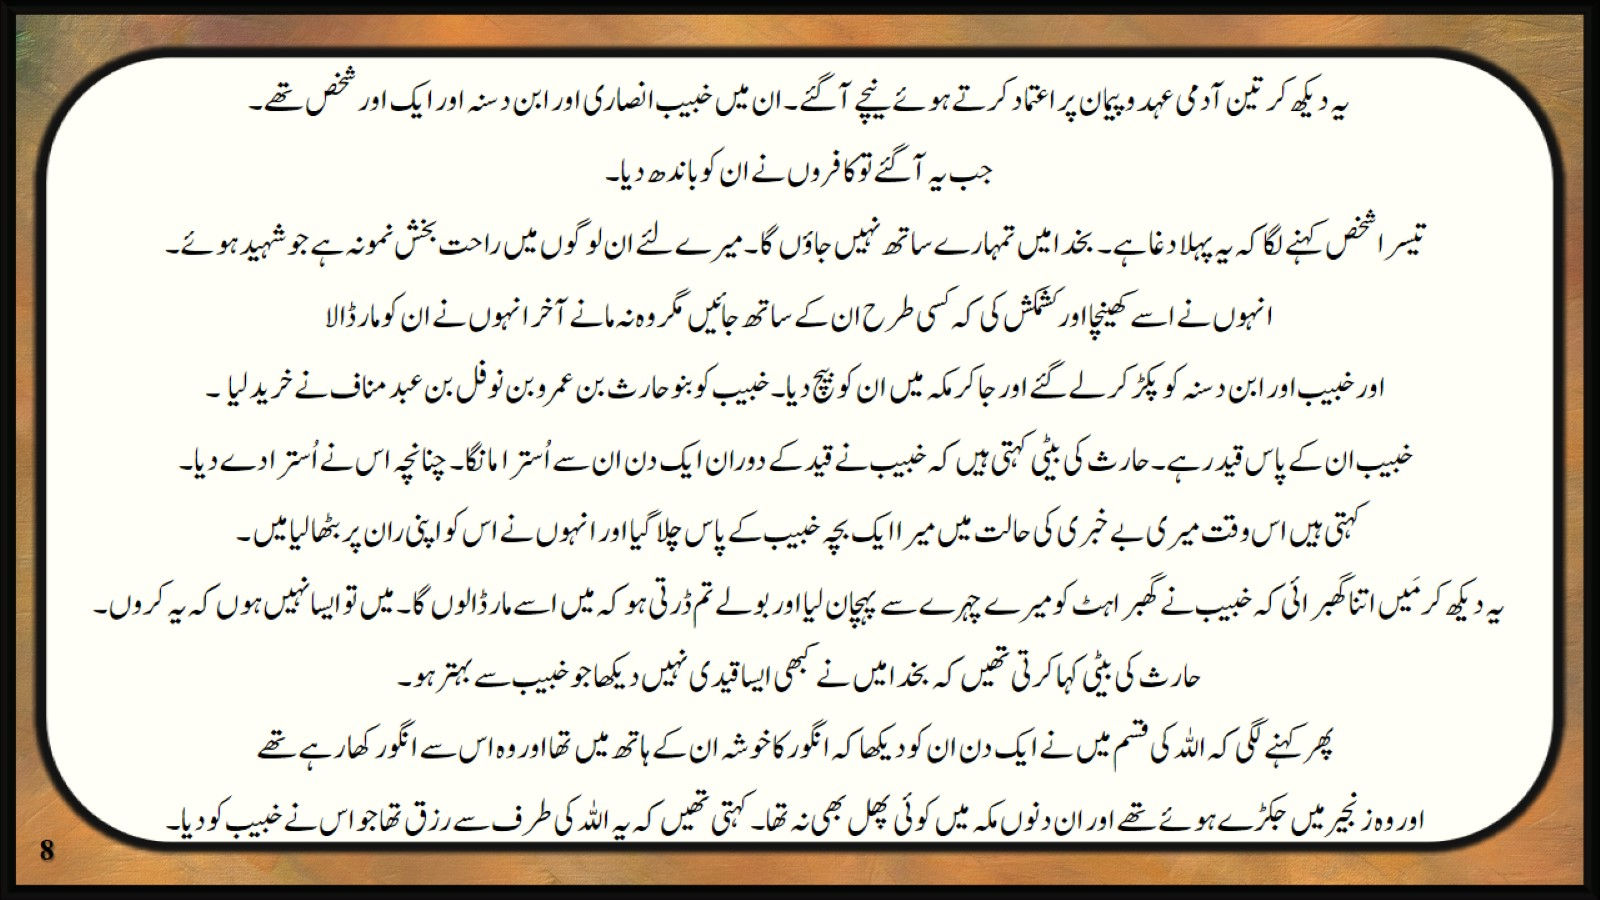 یہ دیکھ کر تین آدمی عہد و پیمان پر اعتماد کرتے ہوئے نیچے آگئے۔ ان میں خبیب انصاری اور ابن دسنہ اور ایک اور شخص تھے۔
جب یہ آگئے تو کافروں نے ان کو باندھ دیا۔
تیسرا شخص کہنے لگا کہ یہ پہلا دغا ہے۔ بخدا میں تمہارے ساتھ نہیں جاؤں گا۔ میرے لئے ان لوگوں میں راحت بخش نمونہ ہے جو شہید ہوئے۔
انہوں نے اسے کھینچا اور کشمکش کی کہ کسی طرح ان کے ساتھ جائیں مگر وہ نہ مانے آخر انہوں نے ان کو مار ڈالا
اور خبیب اور ابن دسنہ کو پکڑ کر لے گئے اور جا کر مکہ میں ان کو بیچ دیا۔ خبیب کو بنو حارث بن عمرو بن نوفل بن عبد مناف نے خرید لیا ۔
خبیب ان کے پاس قید رہے۔ حارث کی بیٹی کہتی ہیں کہ خبیب نے قید کے دوران ایک دن ان سے اُسترا مانگا۔ چنانچہ اس نے اُسترا دے دیا۔
کہتی ہیں اس وقت میری بے خبری کی حالت میں میرا ایک بچہ خبیب کے پاس چلا گیا اور انہوں نے اس کو اپنی ران پر بٹھا لیا میں۔
یہ دیکھ کر مَیں اتنا گھبرائی کہ خبیب نے گھبراہٹ کو میرے چہرے سے پہچان لیا اور بولے تم ڈرتی ہو کہ میں اسے مار ڈالوں گا۔ میں تو ایسا نہیں ہوں کہ یہ کروں۔
حارث کی بیٹی کہا کرتی تھیں کہ بخدا میں نے کبھی ایسا قیدی نہیں دیکھا جو خبیب سے بہتر ہو۔
پھر کہنے لگی کہ اللہ کی قسم میں نے ایک دن ان کو دیکھا کہ انگور کا خوشہ ان کے ہاتھ میں تھا اور وہ اس سے انگور کھا رہے تھے
اور وہ زنجیر میں جکڑے ہوئے تھے اور ان دنوں مکہ میں کوئی پھل بھی نہ تھا۔ کہتی تھیں کہ یہ اللہ کی طرف سے رزق تھا جو اس نے خبیب کو دیا۔
8